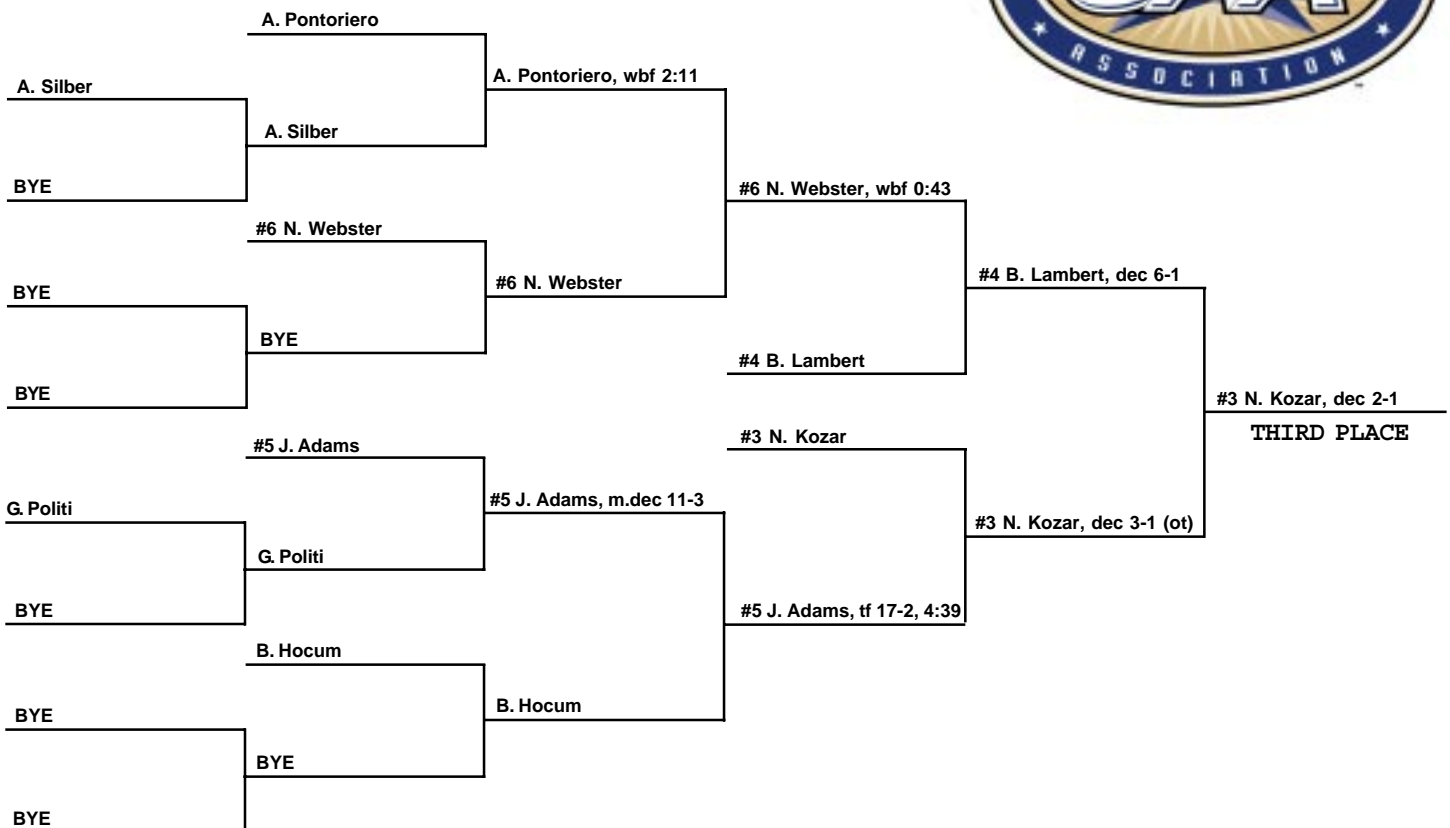 A. Pontoriero
A. Silber
A. Pontoriero, wbf 2:11
A. Silber
BYE
#6 N. Webster, wbf 0:43
#6 N. Webster
BYE
#6 N. Webster
#4 B. Lambert, dec 6-1
BYE
#4 B. Lambert
BYE
#3 N. Kozar, dec 2-1
THIRD PLACE
#5 J. Adams
#3 N. Kozar
G. Politi
#5 J. Adams, m.dec 11-3
G. Politi
#3 N. Kozar, dec 3-1 (ot)
BYE
#5 J. Adams, tf 17-2, 4:39
B. Hocum
BYE
B. Hocum
BYE
BYE
ASSOCIATION